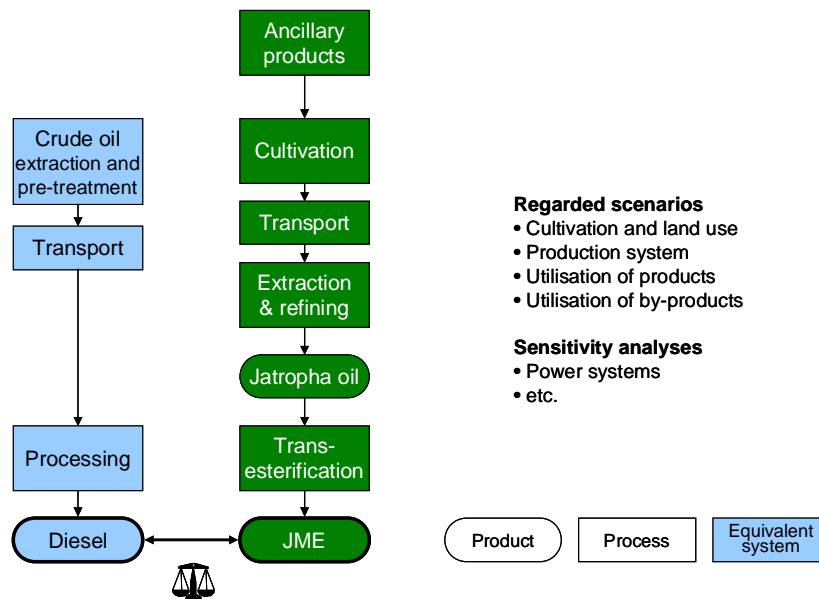 Ancillary
products
Crude oil
extraction and
pre-treatment
Cultivation
Transport
Transport
Extraction
& refining
Jatropha oil
Processing
Trans-
esterification
Diesel
JME
Regarded scenarios
• Cultivation and land use
• Production system
• Utilisation of products
• Utilisation of by-products
Sensitivity analyses
• Power systems
• etc.
Product
Process
Equivalent
system